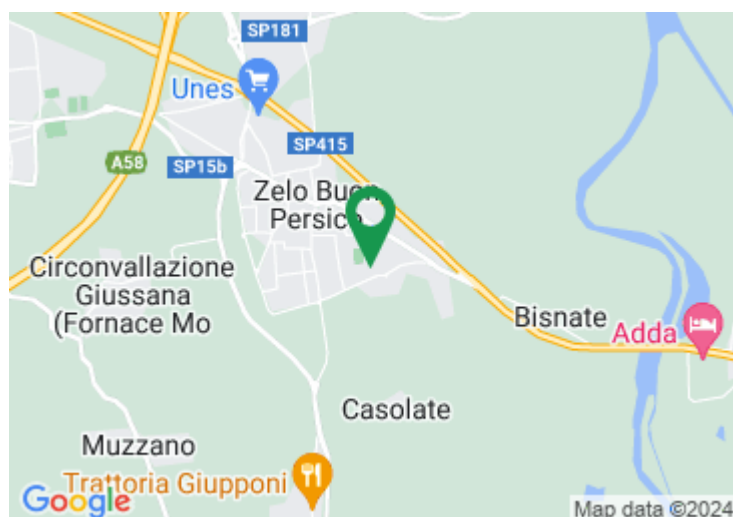 SP181
Unes
SP415
A58
SP15b
Zelo Buon
Persico
Circonvallazione
Giussana
(Fornace Mo
Bisnate
Adda
Casolate
Muzzano
Trattoria Giupponi
Google
Map data ©2024